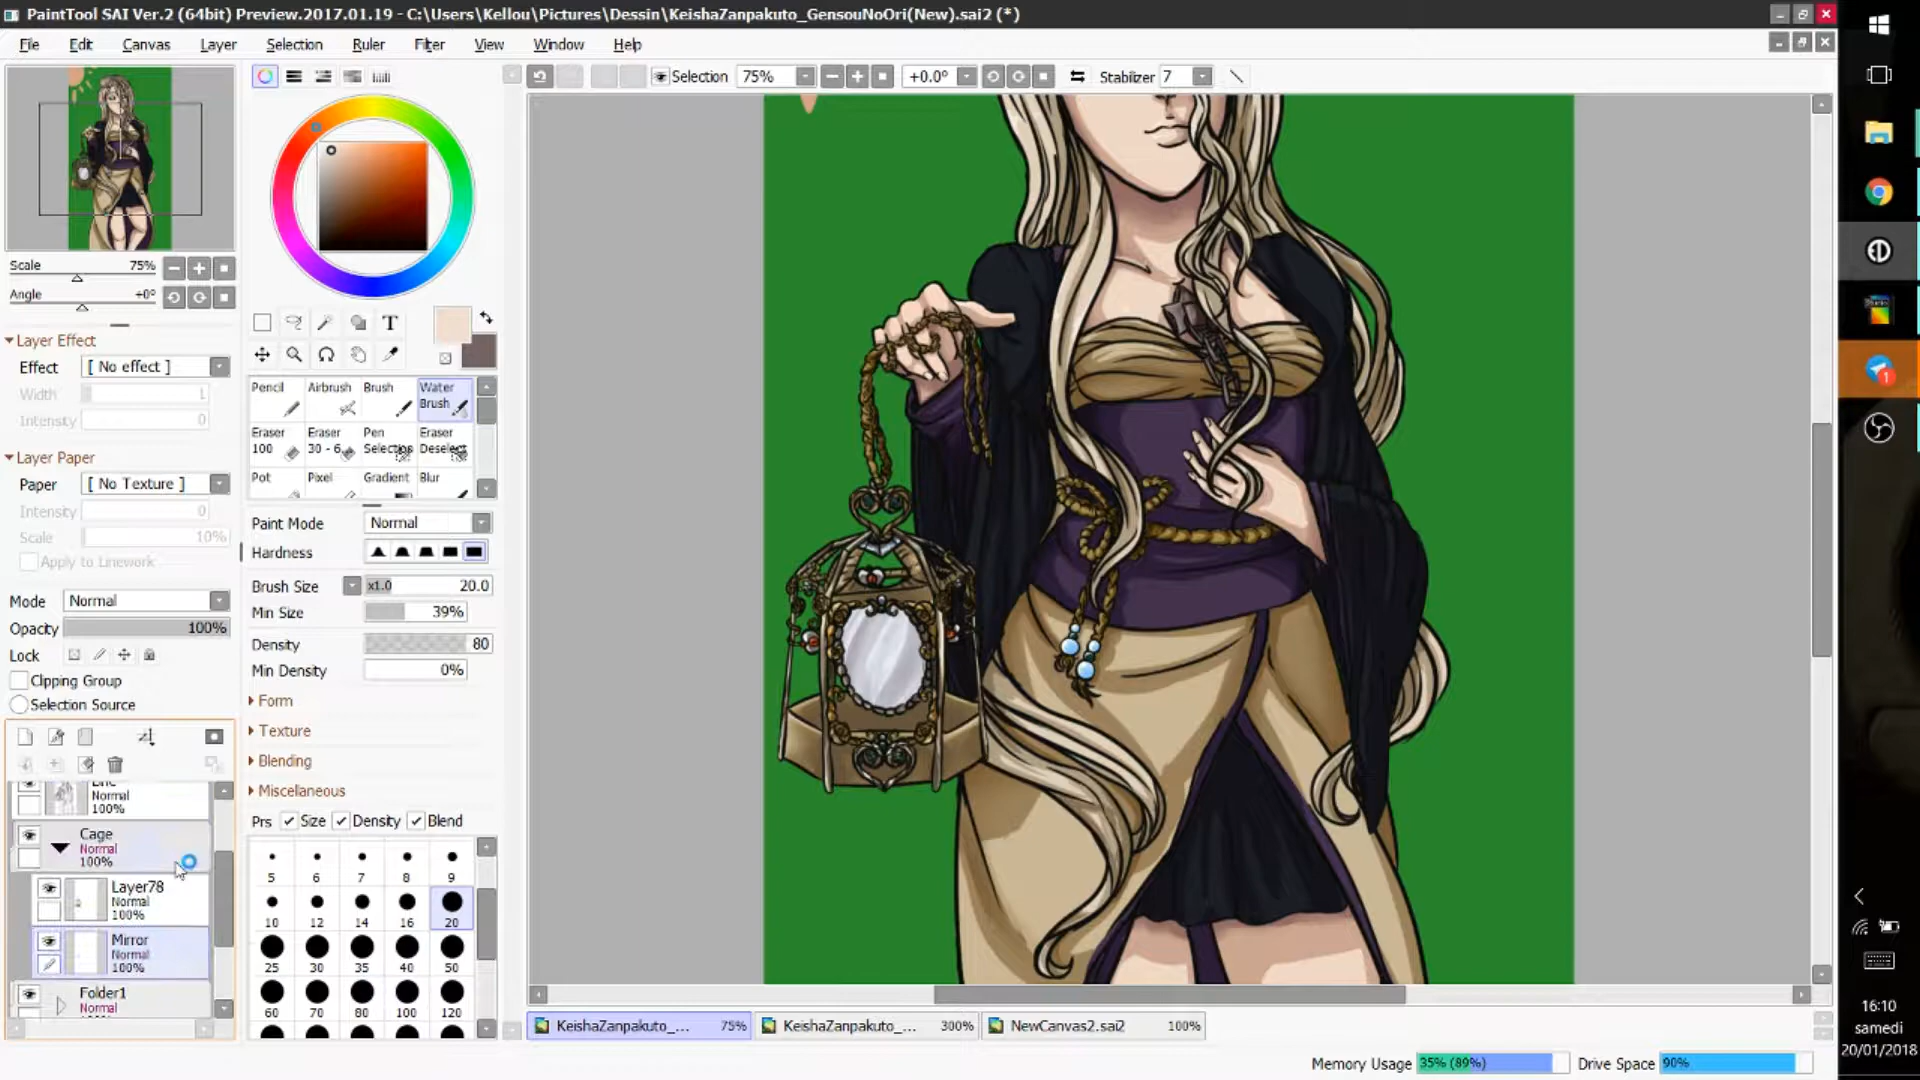 PaintTool SAI Ver.2 (64bit) Preview.2017.01.19 - C:\Users\Kellou\Pictures\Dessin\KeishaZanpakuto_GensouNoOri(New).sai2 (*)
File Edit Canvas Layer Selection Ruler Filter View Window Help
Selection 75% +0.0° Stabilizer 7
Scale 75%
Angle +0°
Layer Effect
Effect [ No effect ]
Width 1
Intensity 0
Layer Paper
Paper [ No Texture ]
Intensity 0
Scale 10%
Apply to Linework
Mode Normal
Opacity 100%
Lock
Clipping Group
Selection Source
Normal
100%
Cage
Normal
100%
Layer78
Normal
100%
Mirror
Normal
100%
Folder1
Normal
T
Pencil Airbrush Brush Water Brush
Eraser 100 Eraser 30 - 6 Pen Selection Eraser Deselect
Pot Pixel Gradient Blur
Paint Mode Normal
Hardness
Brush Size x1.0 20.0
Min Size 39%
Density 80
Min Density 0%
Form
Texture
Blending
Miscellaneous
Prs Size Density Blend
5 6 7 8 9
10 12 14 16 20
25 30 35 40 50
60 70 80 100 120
KeishaZanpakuto_... 75% KeishaZanpakuto_... 300% NewCanvas2.sai2 100%
Memory Usage 35% (89%) Drive Space 90%
1
16:10
samedi
20/01/2018